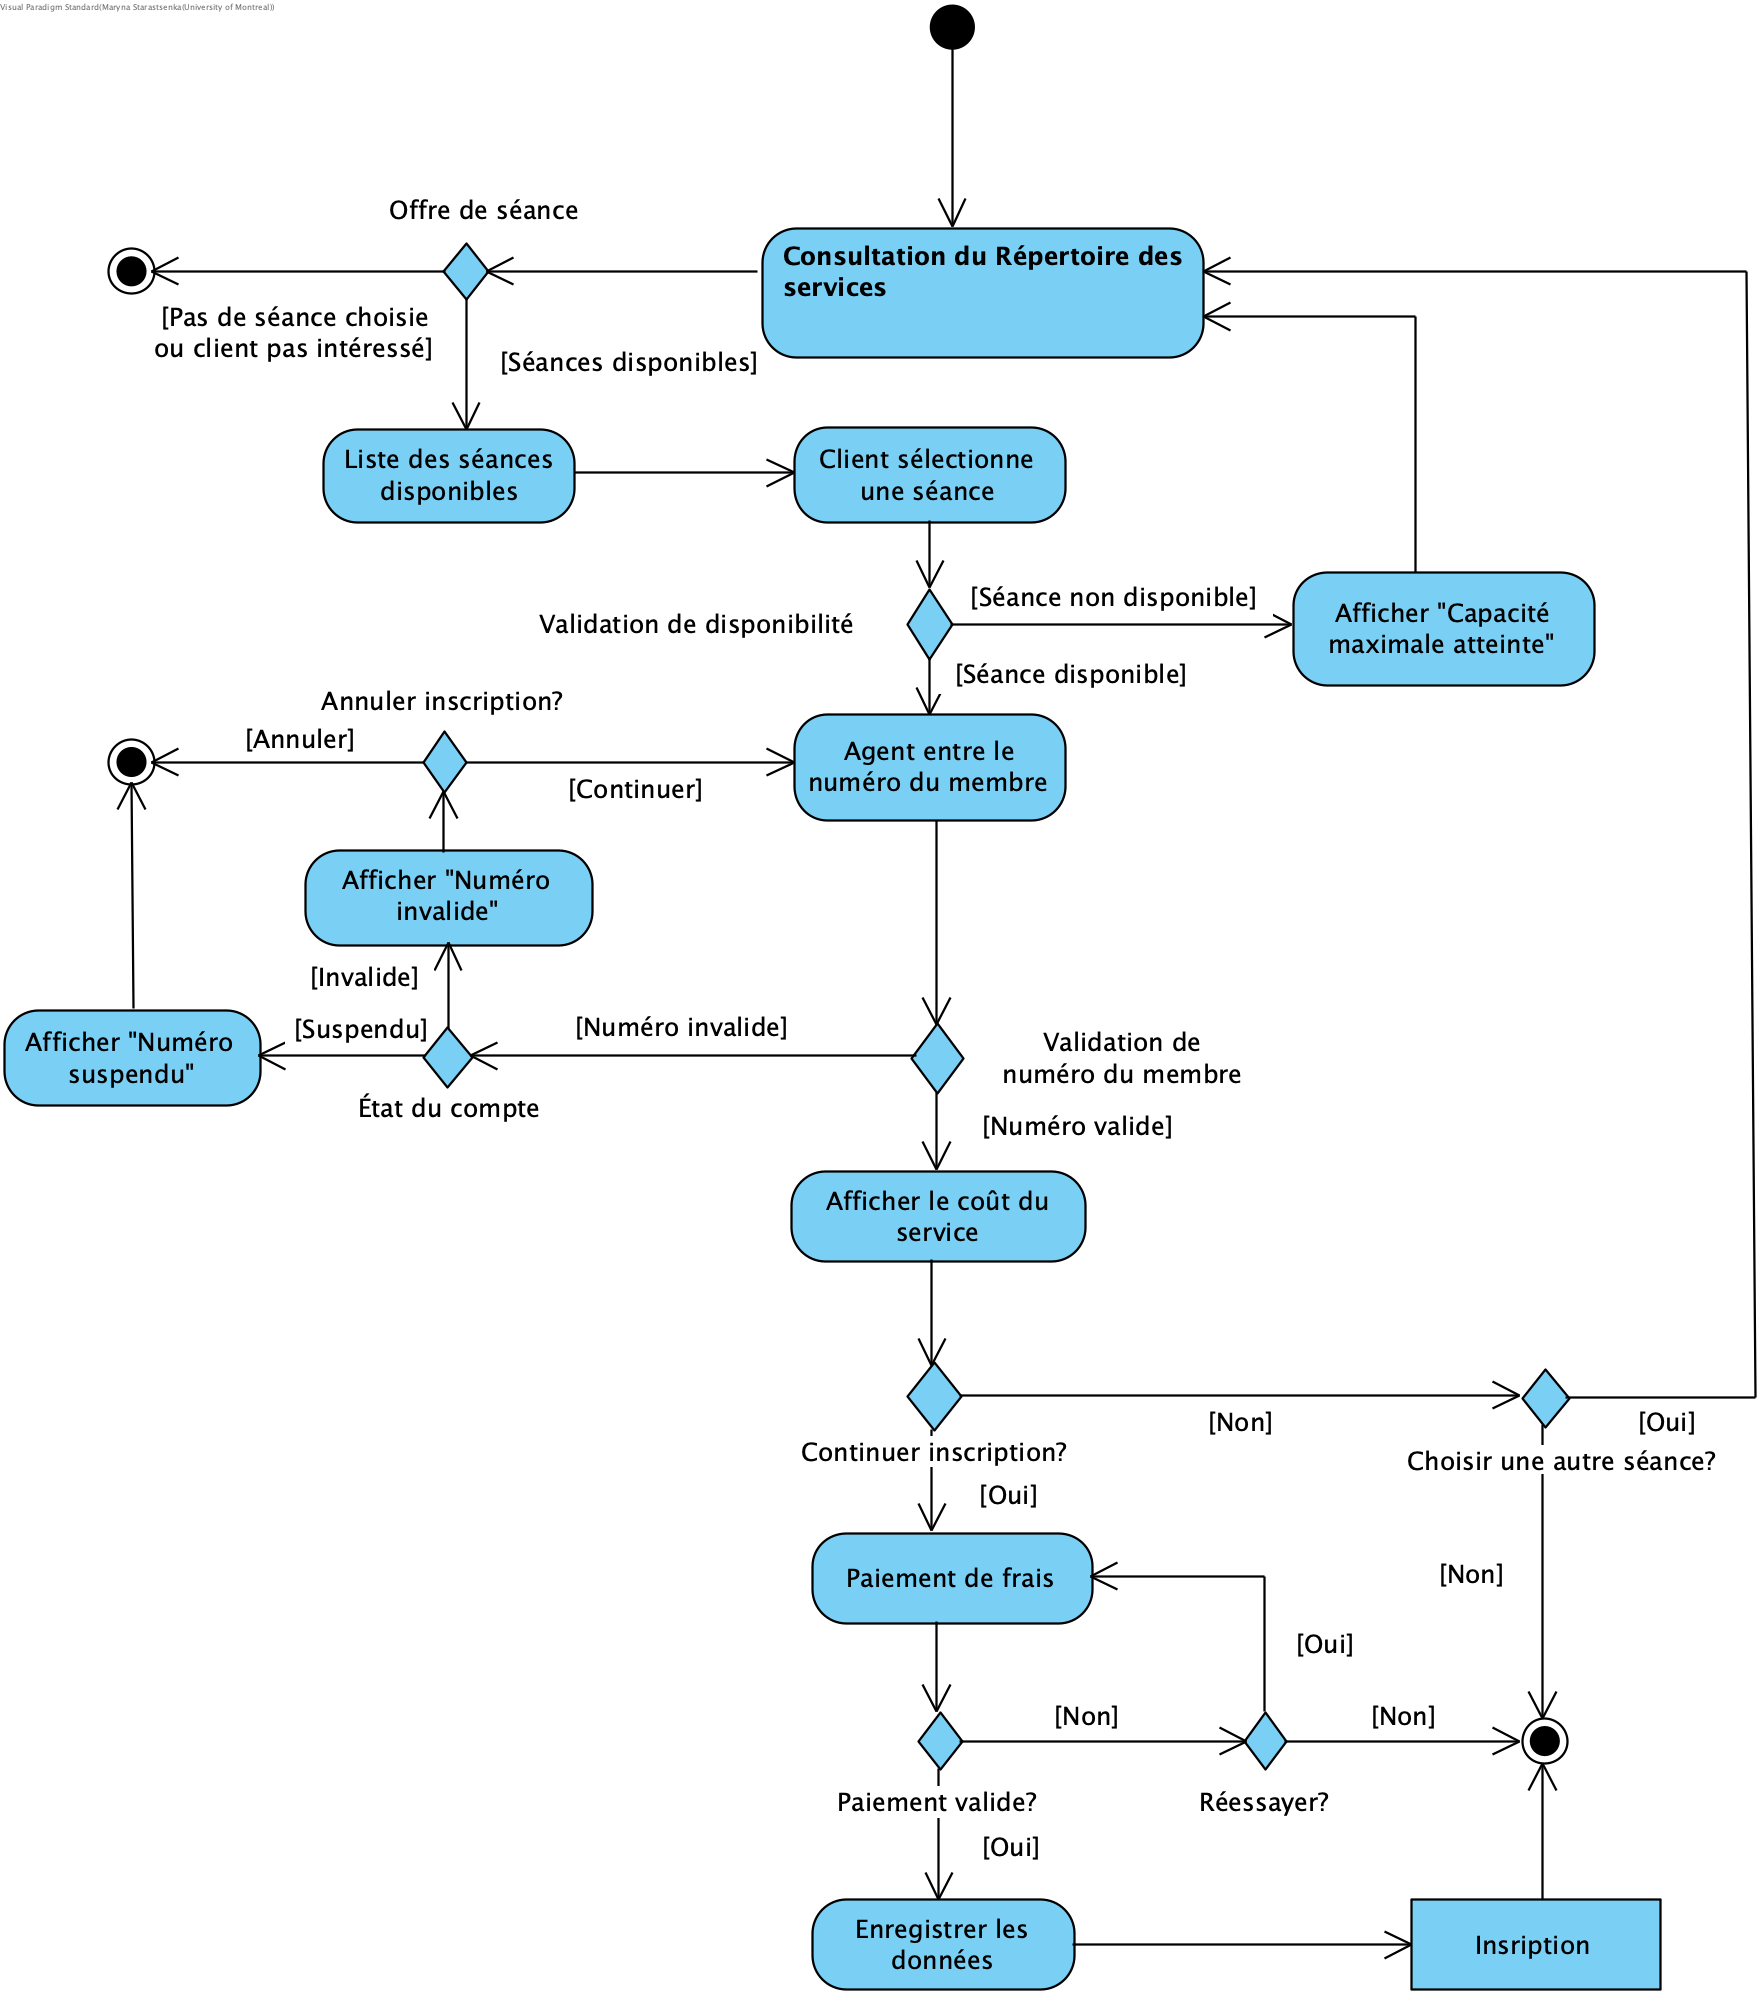 Visual Paradigm Standard(Maryna Starastsenka(University of Montreal))
Offre de séance
Consultation du Répertoire des
services
[Pas de séance choisie
ou client pas intéressé]
[Séances disponibles]
Liste des séances
disponibles
Client sélectionne
une séance
[Séance non disponible]
Validation de disponibilité
Afficher "Capacité
maximale atteinte"
[Séance disponible]
Annuler inscription?
[Annuler]
Agent entre le
numéro du membre
[Continuer]
Afficher "Numéro
invalide"
[Invalide]
[Suspendu]
[Numéro invalide]
Afficher "Numéro
suspendu"
Validation de
numéro du membre
État du compte
[Numéro valide]
Afficher le coût du
service
[Non]
[Oui]
Continuer inscription?
Choisir une autre séance?
[Oui]
Paiement de frais
[Non]
[Oui]
[Non]
[Non]
Paiement valide?
Réessayer?
[Oui]
Enregistrer les
données
Insription